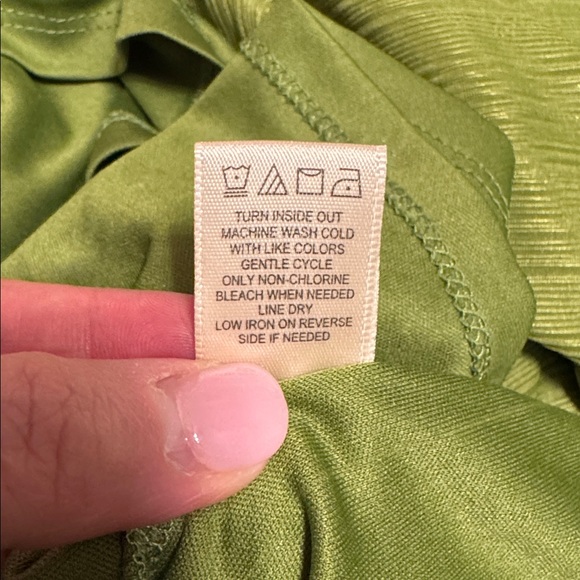 TURN INSIDE OUT
MACHINE WASH COLD
WITH LIKE COLORS
GENTLE CYCLE
ONLY NON-CHLORINE
BLEACH WHEN NEEDED
LINE DRY
LOW IRON ON REVERSE
SIDE IF NEEDED